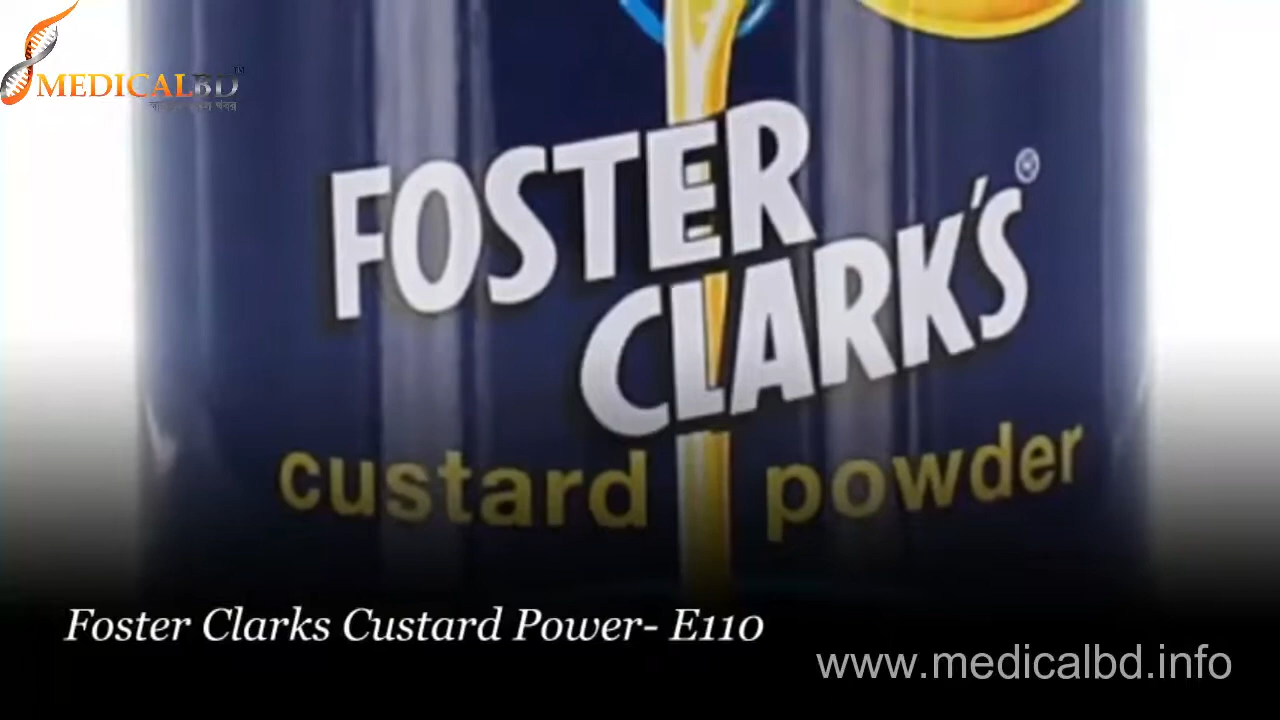 MEDICALBD
FOSTER
CLARK'S®
custard powder
Foster Clarks Custard Power- E110
www.medicalbd.info